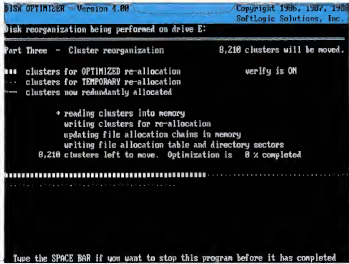 DISK OPTIMIZER - Version 4.00 Copyright 1986, 1987, 1988
SoftLogic Solutions, Inc.
Disk reorganization being performed on drive E:
Part Three - Cluster reorganization 8,210 clusters will be moved.
clusters for OPTIMIZED re-allocation verify is ON
clusters for TEMPORARY re-allocation
clusters now redundantly allocated
* reading clusters into memory
writing clusters for re-allocation
updating file allocation chains in memory
writing file allocation table and directory sectors
8,210 clusters left to move. Optimization is 0 % completed
Type the SPACE BAR if you want to stop this program before it has completed